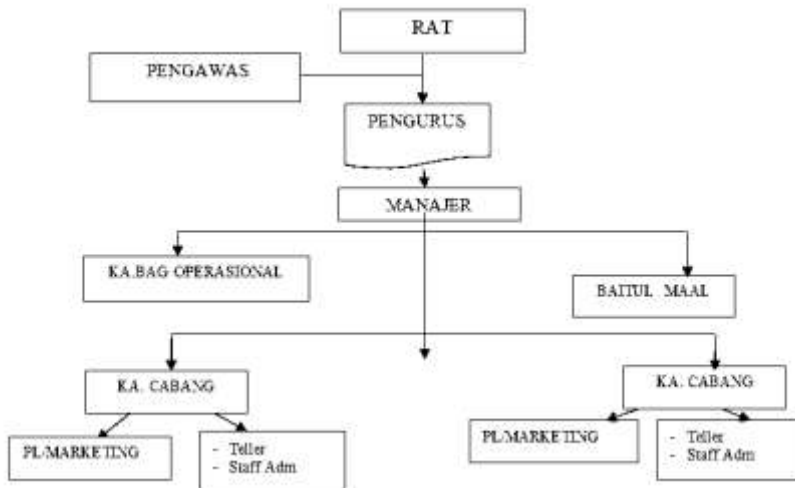 RAT
PENGAWAS
PENGURUS
MANAJER
KA.BAG OPERASIONAL
BAITUL MAAL
KA. CABANG
KA. CABANG
PL/MARKETING
- Teller
- Staff Adm
PL/MARKETING
- Teller
- Staff Adm